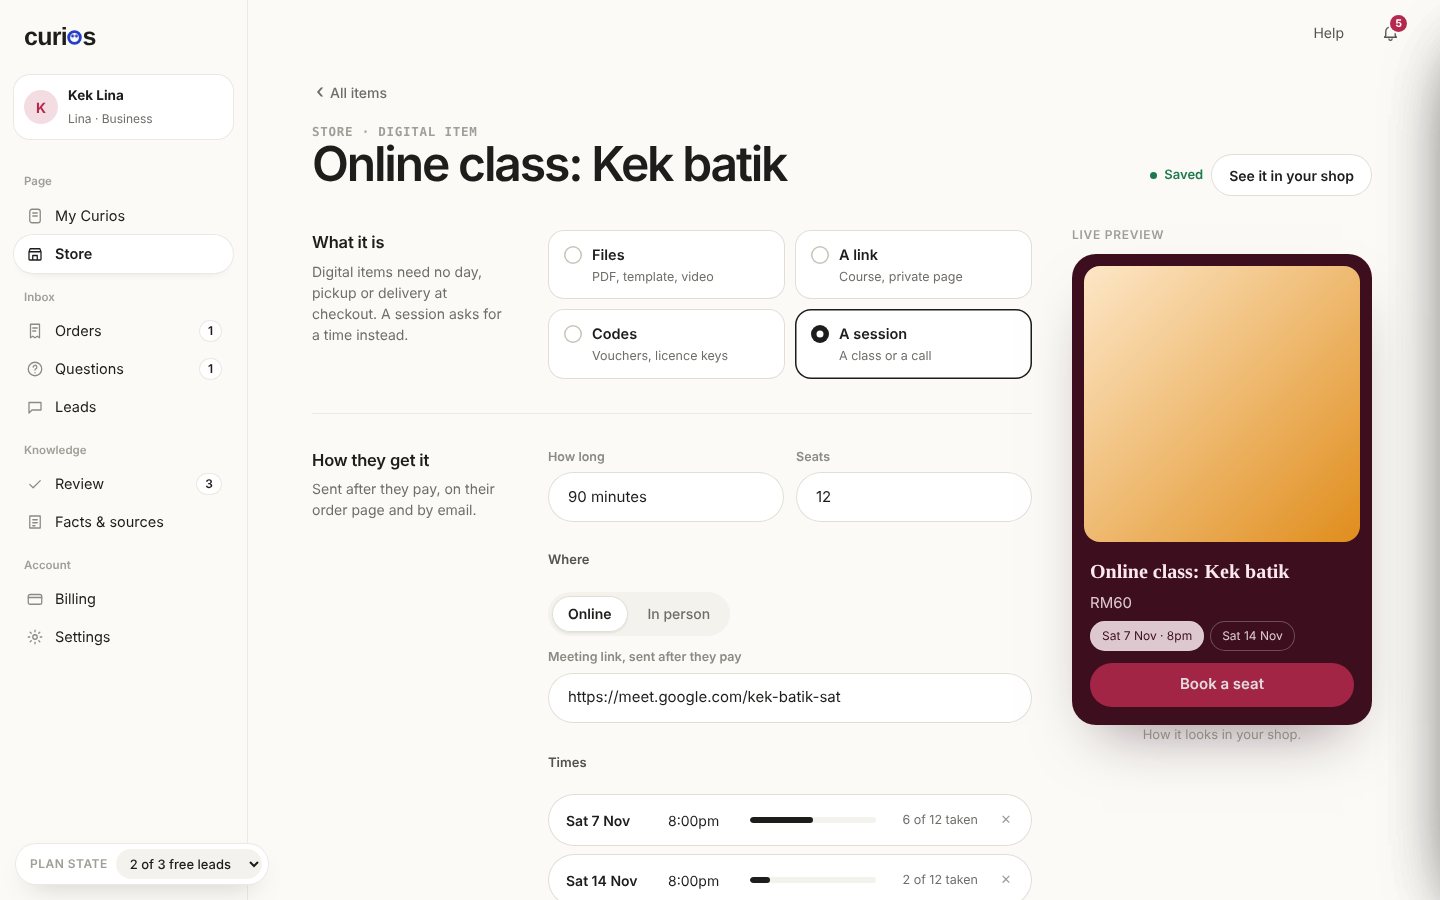 curios
Kek Lina
Lina · Business
K
Page
My Curios
Store
Inbox
Orders 1
Questions 1
Leads
Knowledge
Review 3
Facts & sources
Account
Billing
Settings
PLAN STATE 2 of 3 free leads
Help
5
All items
STORE · DIGITAL ITEM
Online class: Kek batik
Saved
See it in your shop
What it is
Digital items need no day,
pickup or delivery at
checkout. A session asks for
a time instead.
Files
PDF, template, video
A link
Course, private page
Codes
Vouchers, licence keys
A session
A class or a call
How they get it
Sent after they pay, on their
order page and by email.
How long
90 minutes
Seats
12
Where
Online In person
Meeting link, sent after they pay
https://meet.google.com/kek-batik-sat
Times
Sat 7 Nov 8:00pm 6 of 12 taken ×
Sat 14 Nov 8:00pm 2 of 12 taken ×
LIVE PREVIEW
Online class: Kek batik
RM60
Sat 7 Nov · 8pm Sat 14 Nov
Book a seat
How it looks in your shop.